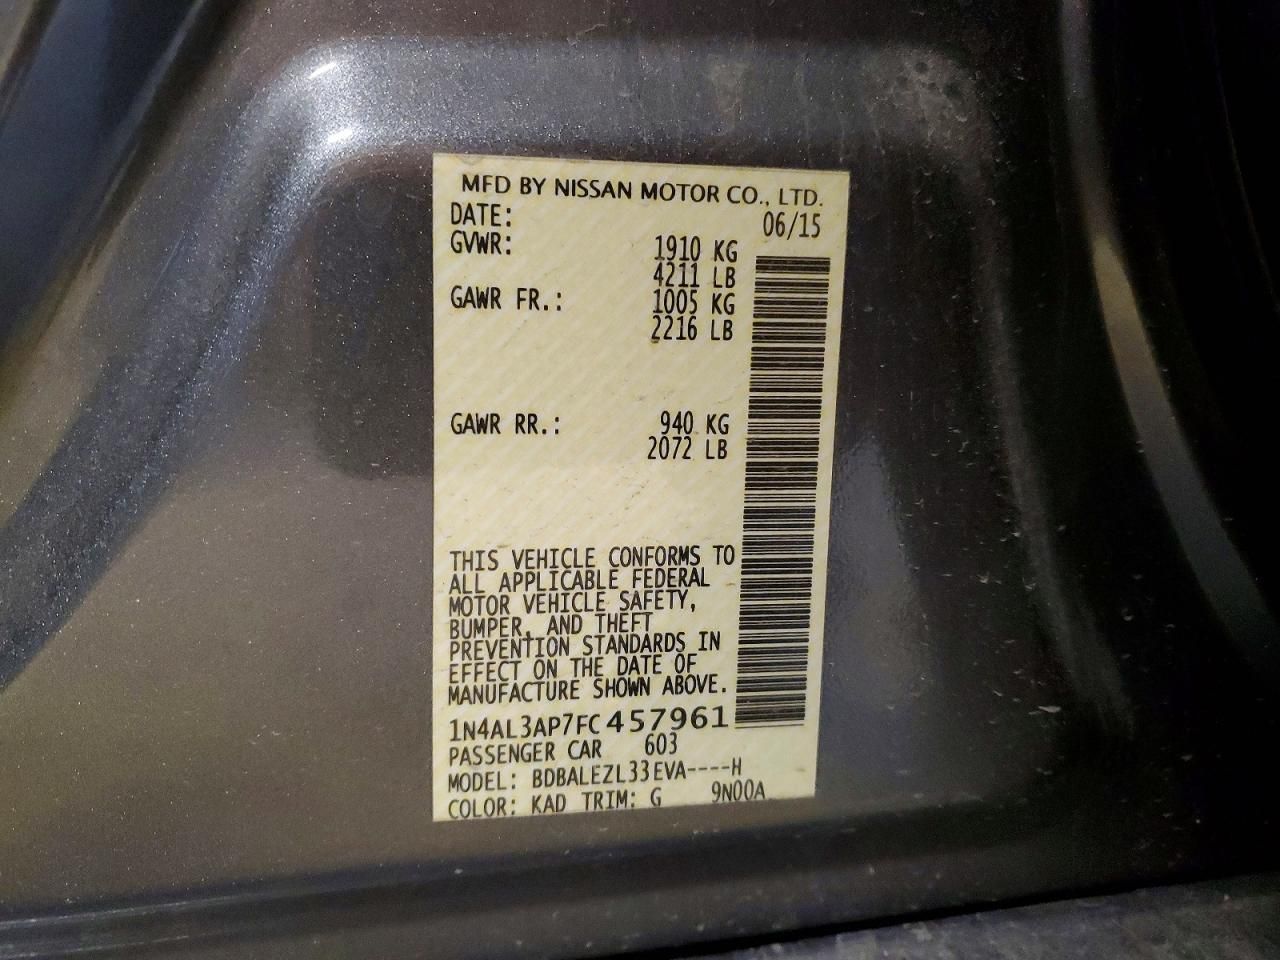 MFD BY NISSAN MOTOR CO., LTD.
DATE: 06/15
GVWR: 1910 KG
4211 LB
GAWR FR.: 1005 KG
2216 LB
GAWR RR.: 940 KG
2072 LB
THIS VEHICLE CONFORMS TO
ALL APPLICABLE FEDERAL
MOTOR VEHICLE SAFETY,
BUMPER, AND THEFT
PREVENTION STANDARDS IN
EFFECT ON THE DATE OF
MANUFACTURE SHOWN ABOVE.
1N4AL3AP7FC457961
PASSENGER CAR 603
MODEL: BDBALEZL33EVA----H
COLOR: KAD TRIM: G 9N00A